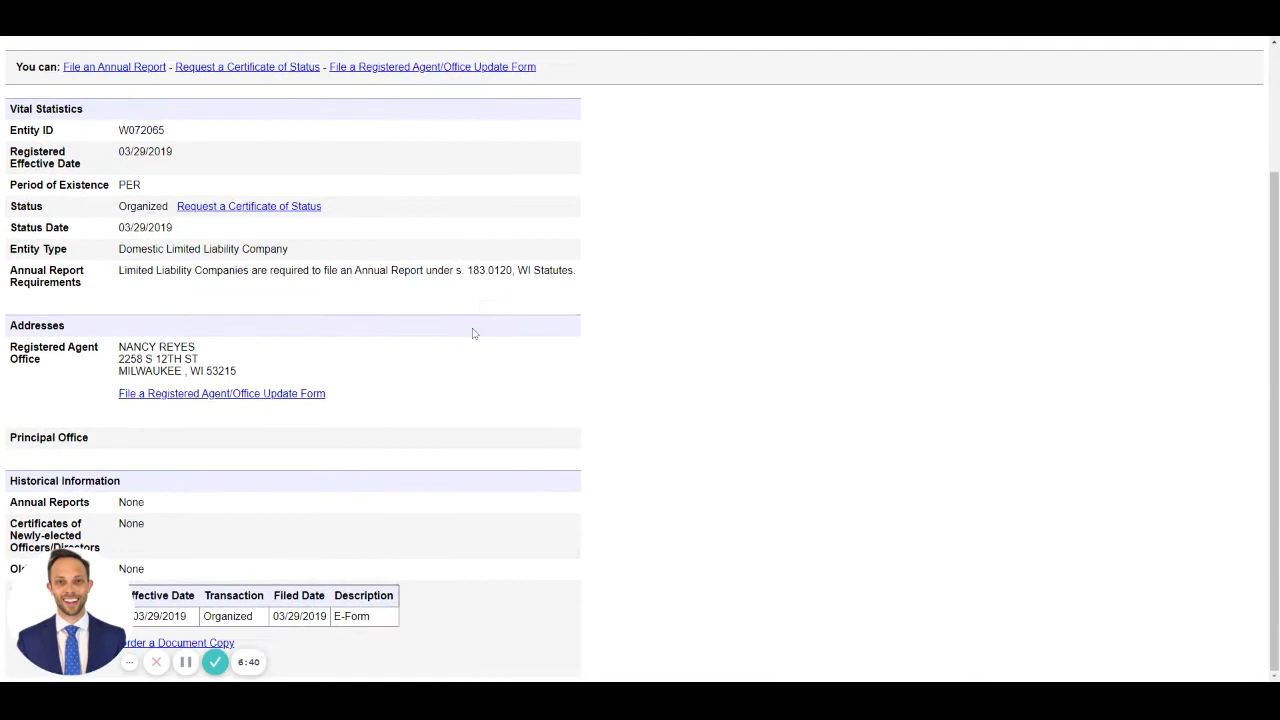 You can: File an Annual Report - Request a Certificate of Status - File a Registered Agent/Office Update Form
Vital Statistics
Entity ID W072065
Registered Effective Date 03/29/2019
Period of Existence PER
Status Organized Request a Certificate of Status
Status Date 03/29/2019
Entity Type Domestic Limited Liability Company
Annual Report Requirements Limited Liability Companies are required to file an Annual Report under s. 183.0120, WI Statutes.
Addresses
Registered Agent Office NANCY REYES
2258 S 12TH ST
MILWAUKEE , WI 53215
File a Registered Agent/Office Update Form
Principal Office
Historical Information
Annual Reports None
Certificates of Newly-elected Officers/Directors None
None
Effective Date Transaction Filed Date Description
03/29/2019 Organized 03/29/2019 E-Form
Order a Document Copy
6:40